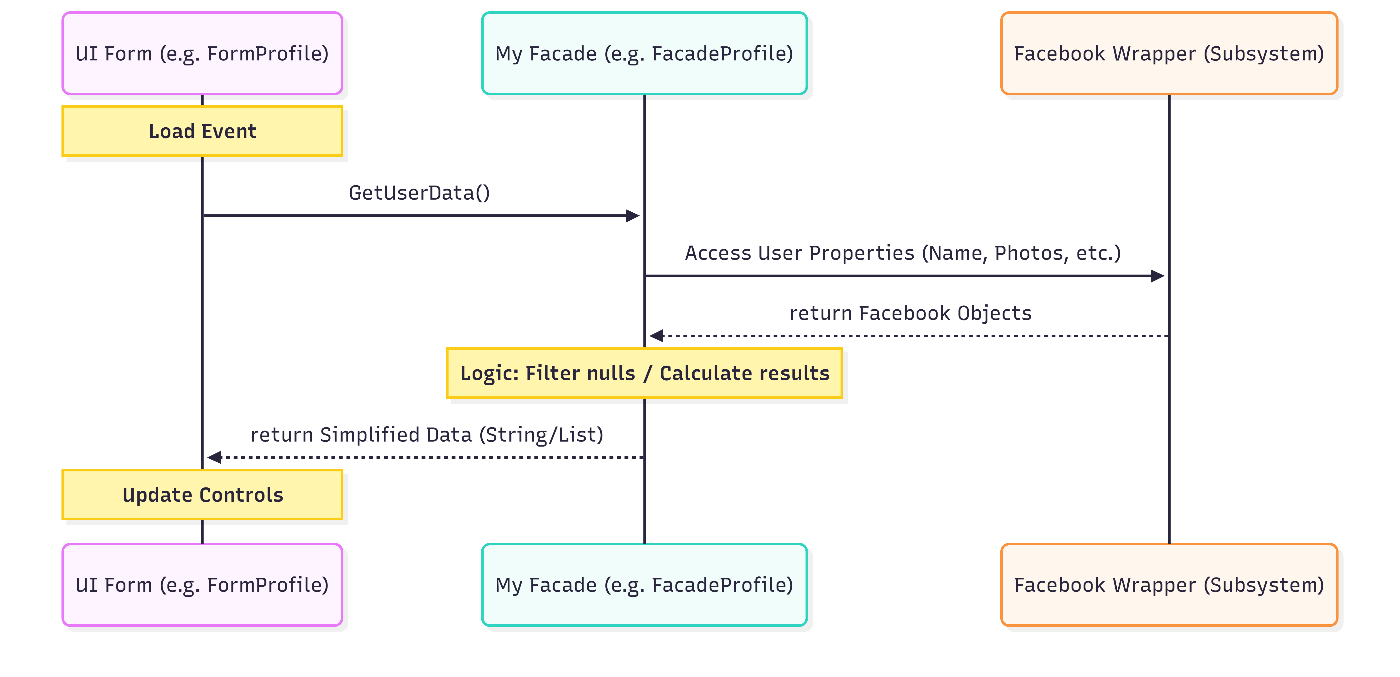 UI Form (e.g. FormProfile)
My Facade (e.g. FacadeProfile)
Facebook Wrapper (Subsystem)
Load Event
GetUserData()
Access User Properties (Name, Photos, etc.)
return Facebook Objects
Logic: Filter nulls / Calculate results
return Simplified Data (String/List)
Update Controls
UI Form (e.g. FormProfile)
My Facade (e.g. FacadeProfile)
Facebook Wrapper (Subsystem)